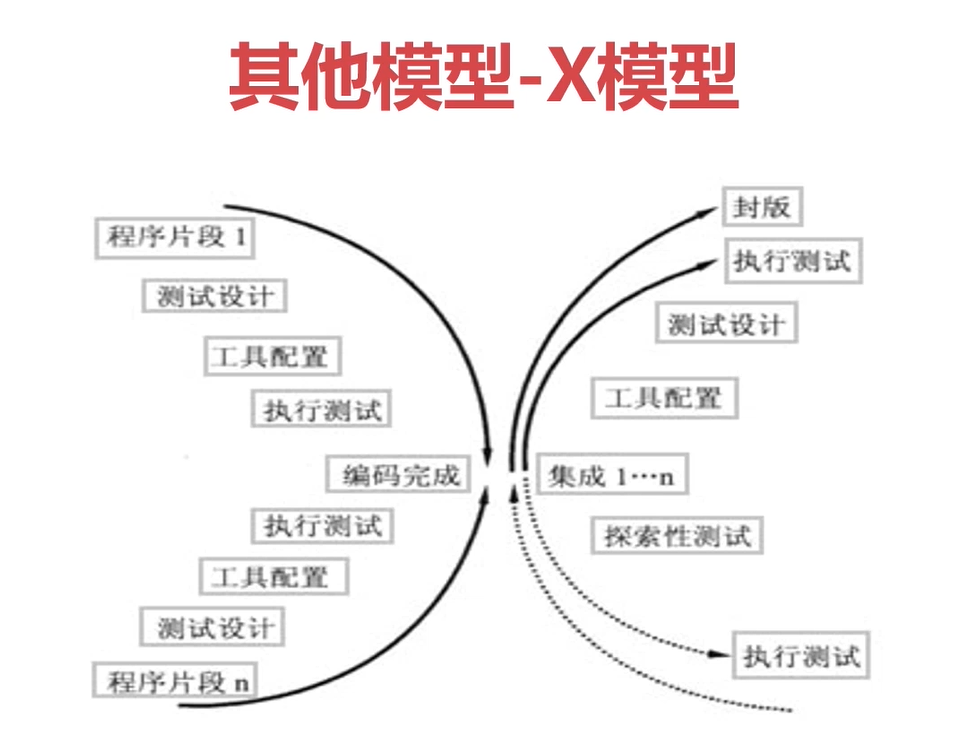 其他模型-X模型
程序片段 1
测试设计
工具配置
执行测试
编码完成
执行测试
工具配置
测试设计
程序片段 n
封版
执行测试
测试设计
工具配置
集成 1…n
探索性测试
执行测试